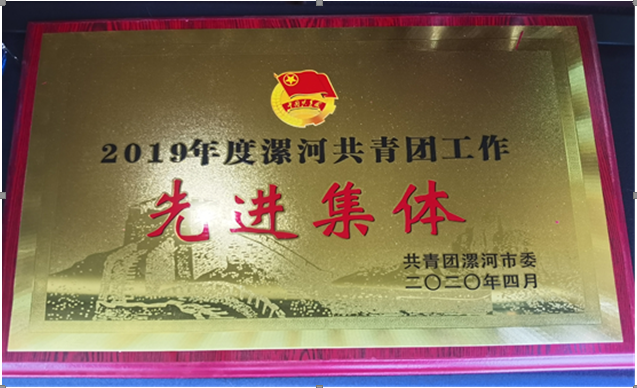 2019年度漯河共青团工作
先进集体
共青团漯河市委
二〇二〇年四月